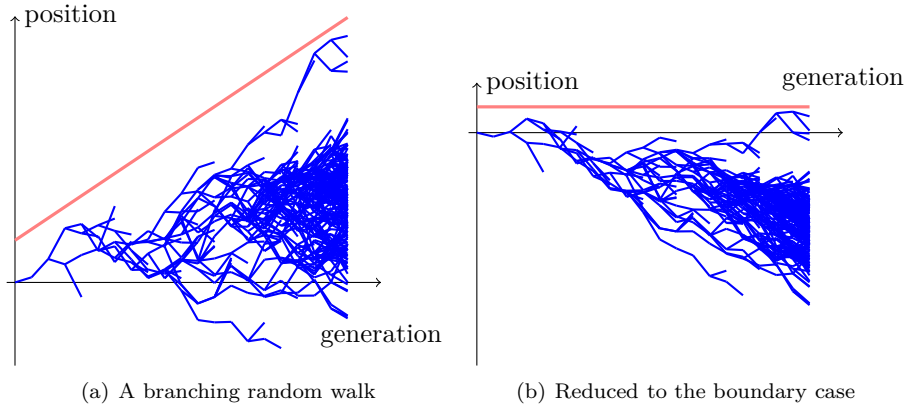 position
generation
(a) A branching random walk
position
generation
(b) Reduced to the boundary case